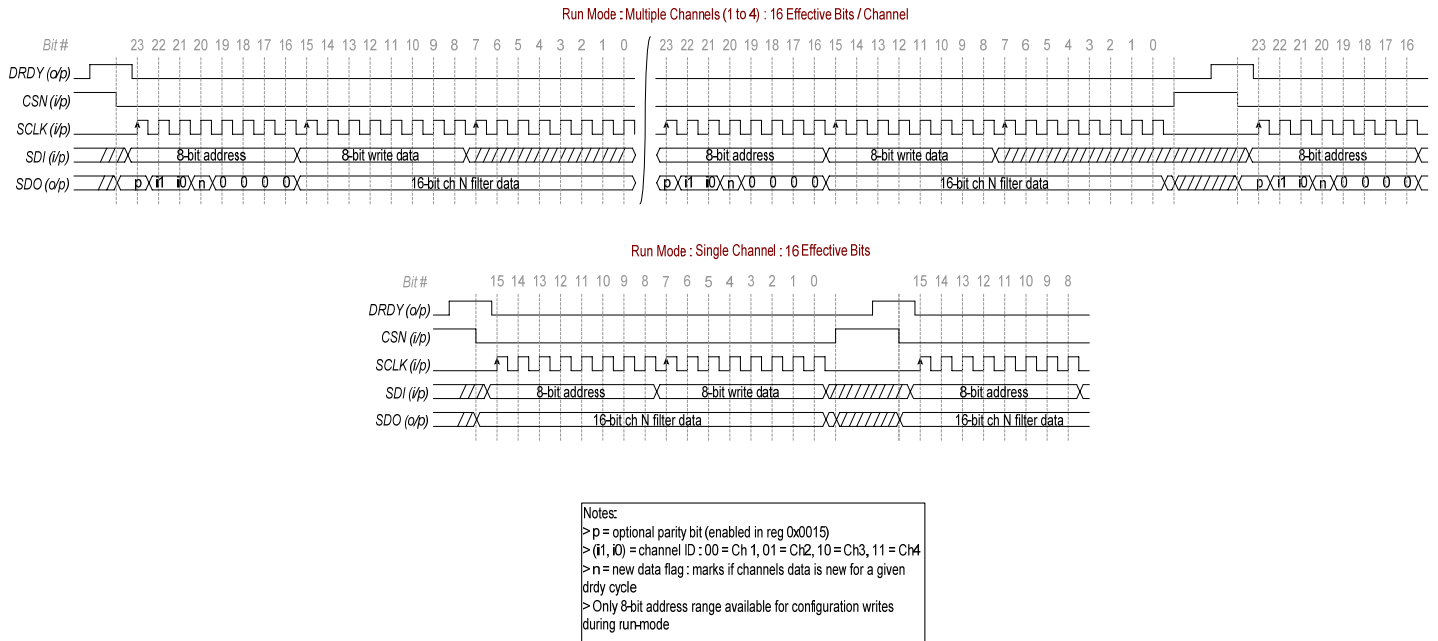 Run Mode : Multiple Channels (1 to 4) : 16 Effective Bits / Channel
Bit # 23 22 21 20 19 18 17 16 15 14 13 12 11 10 9 8 7 6 5 4 3 2 1 0 23 22 21 20 19 18 17 16 15 14 13 12 11 10 9 8 7 6 5 4 3 2 1 0 23 22 21 20 19 18 17 16
DRDY (o/p)
CSN (i/p)
SCLK (i/p)
SDI (i/p) 8-bit address 8-bit write data 8-bit address 8-bit write data 8-bit address
SDO (o/p) p i1 i0 n 0 0 0 0 16-bit ch N filter data p i1 i0 n 0 0 0 0 16-bit ch N filter data p i1 i0 n 0 0 0 0
Run Mode : Single Channel : 16 Effective Bits
Bit # 15 14 13 12 11 10 9 8 7 6 5 4 3 2 1 0 15 14 13 12 11 10 9 8
DRDY (o/p)
CSN (i/p)
SCLK (i/p)
SDI (i/p) 8-bit address 8-bit write data 8-bit address
SDO (o/p) 16-bit ch N filter data 16-bit ch N filter data
Notes:
> p = optional parity bit (enabled in reg 0x0015)
> (i1, i0) = channel ID : 00 = Ch 1, 01 = Ch2, 10 = Ch3, 11 = Ch4
> n = new data flag : marks if channels data is new for a given
drdy cycle
> Only 8-bit address range available for configuration writes
during run-mode